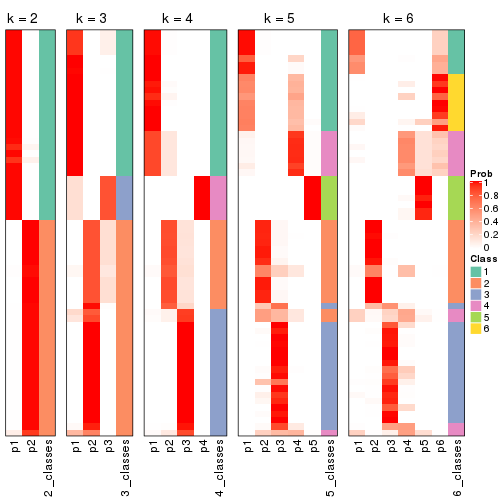 k = 2
k = 3
k = 4
k = 5
k = 6
Prob
1
0.8
0.6
0.4
0.2
0
Class
1
2
3
4
5
6
p1
p2
2_classes
p1
p2
p3
3_classes
p1
p2
p3
p4
4_classes
p1
p2
p3
p4
p5
5_classes
p1
p2
p3
p4
p5
p6
6_classes